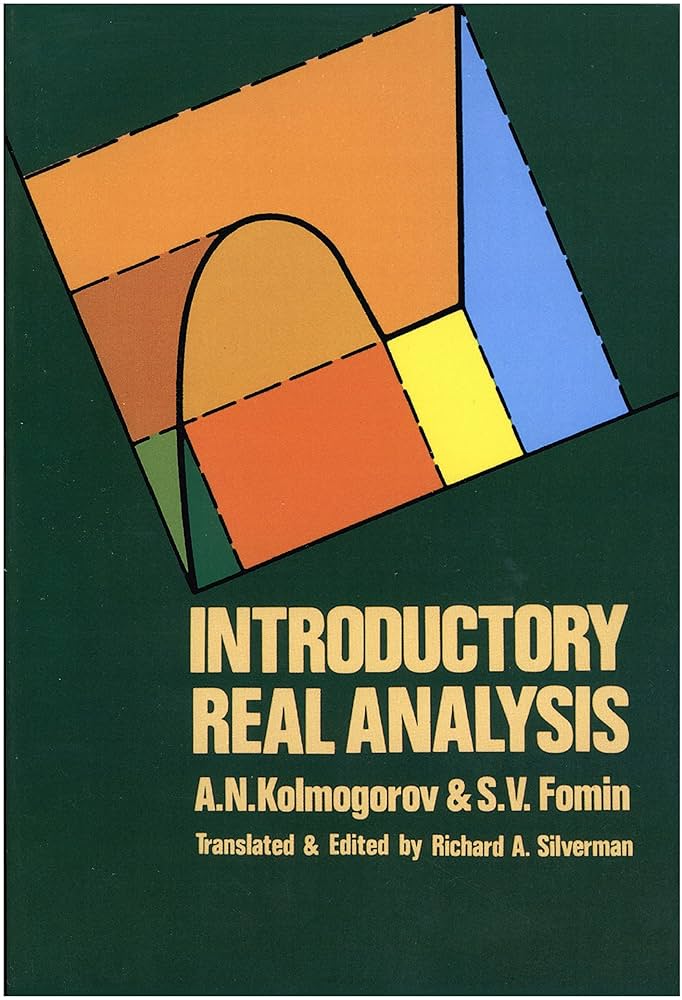 INTRODUCTORY
REAL ANALYSIS
A.N.Kolmogorov & S.V. Fomin
Translated & Edited by Richard A. Silverman